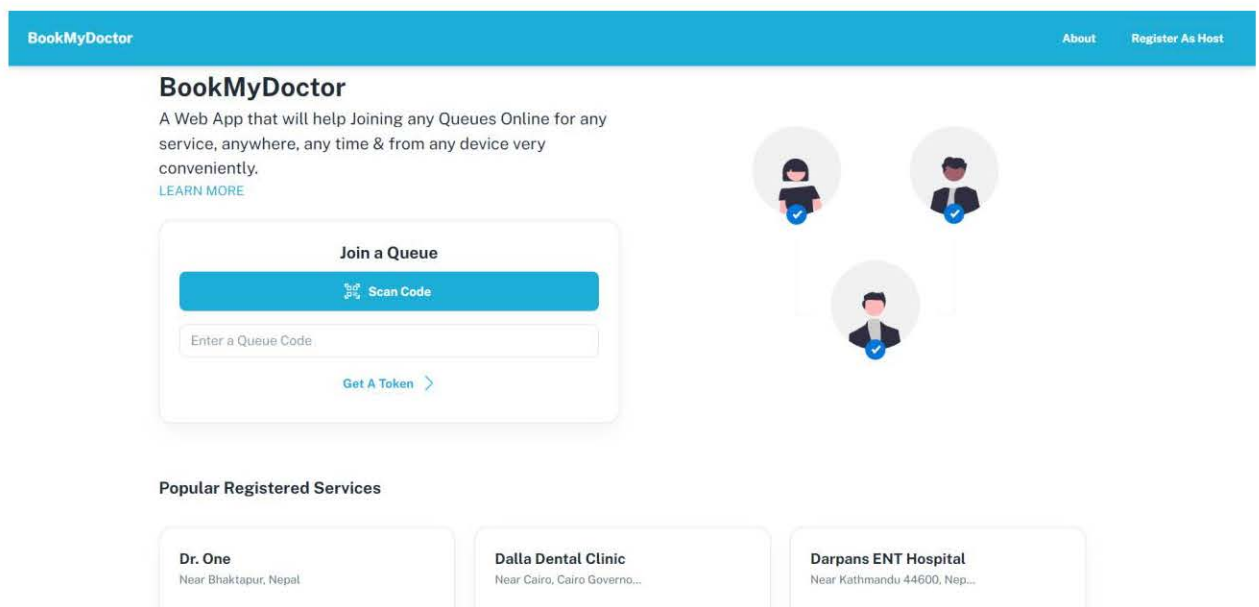 BookMyDoctor
About
Register As Host
BookMyDoctor
A Web App that will help Joining any Queues Online for any
service, anywhere, any time & from any device very
conveniently.
LEARN MORE
Join a Queue
Scan Code
Enter a Queue Code
Get A Token
Popular Registered Services
Dr. One
Near Bhaktapur, Nepal
Dalla Dental Clinic
Near Cairo, Cairo Governo...
Darpans ENT Hospital
Near Kathmandu 44600, Nep...